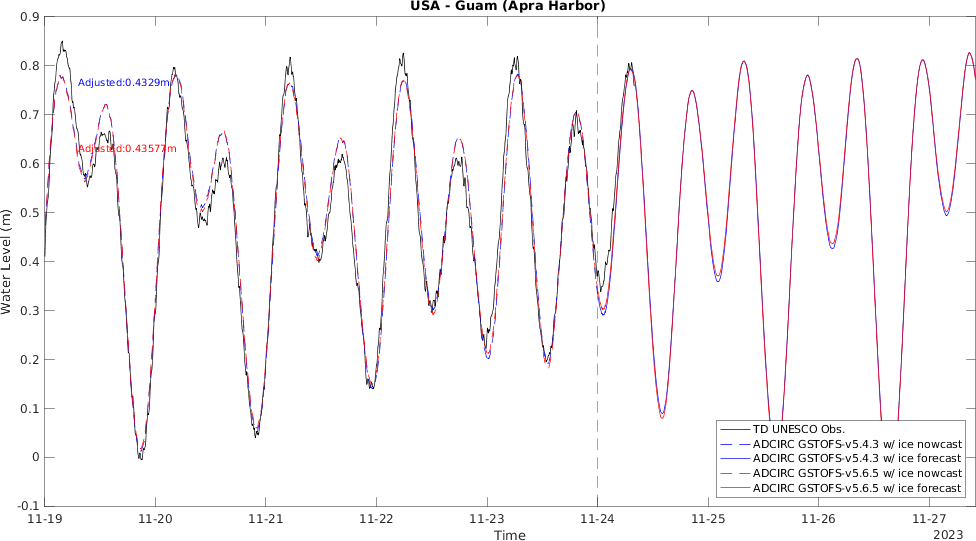 USA - Guam (Apra Harbor)
0.9
0.8
0.7
0.6
0.5
0.4
0.3
0.2
0.1
0
-0.1
Water Level (m)
Adjusted:0.4329m
Adjusted:0.43577m
TD UNESCO Obs.
ADCIRC GSTOFS-v5.4.3 w/ ice nowcast
ADCIRC GSTOFS-v5.4.3 w/ ice forecast
ADCIRC GSTOFS-v5.6.5 w/ ice nowcast
ADCIRC GSTOFS-v5.6.5 w/ ice forecast
11-19 11-20 11-21 11-22 11-23 11-24 11-25 11-26 11-27
Time
2023